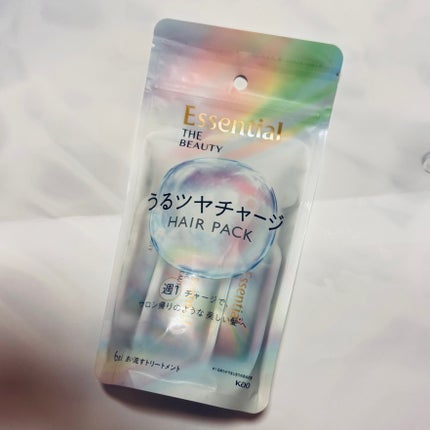 Essential
THE
BEAUTY
うるツヤチャージ
HAIR PACK
週1チャージで、
サロン帰りのような美しい髪へ
洗い流すトリートメント
Kao